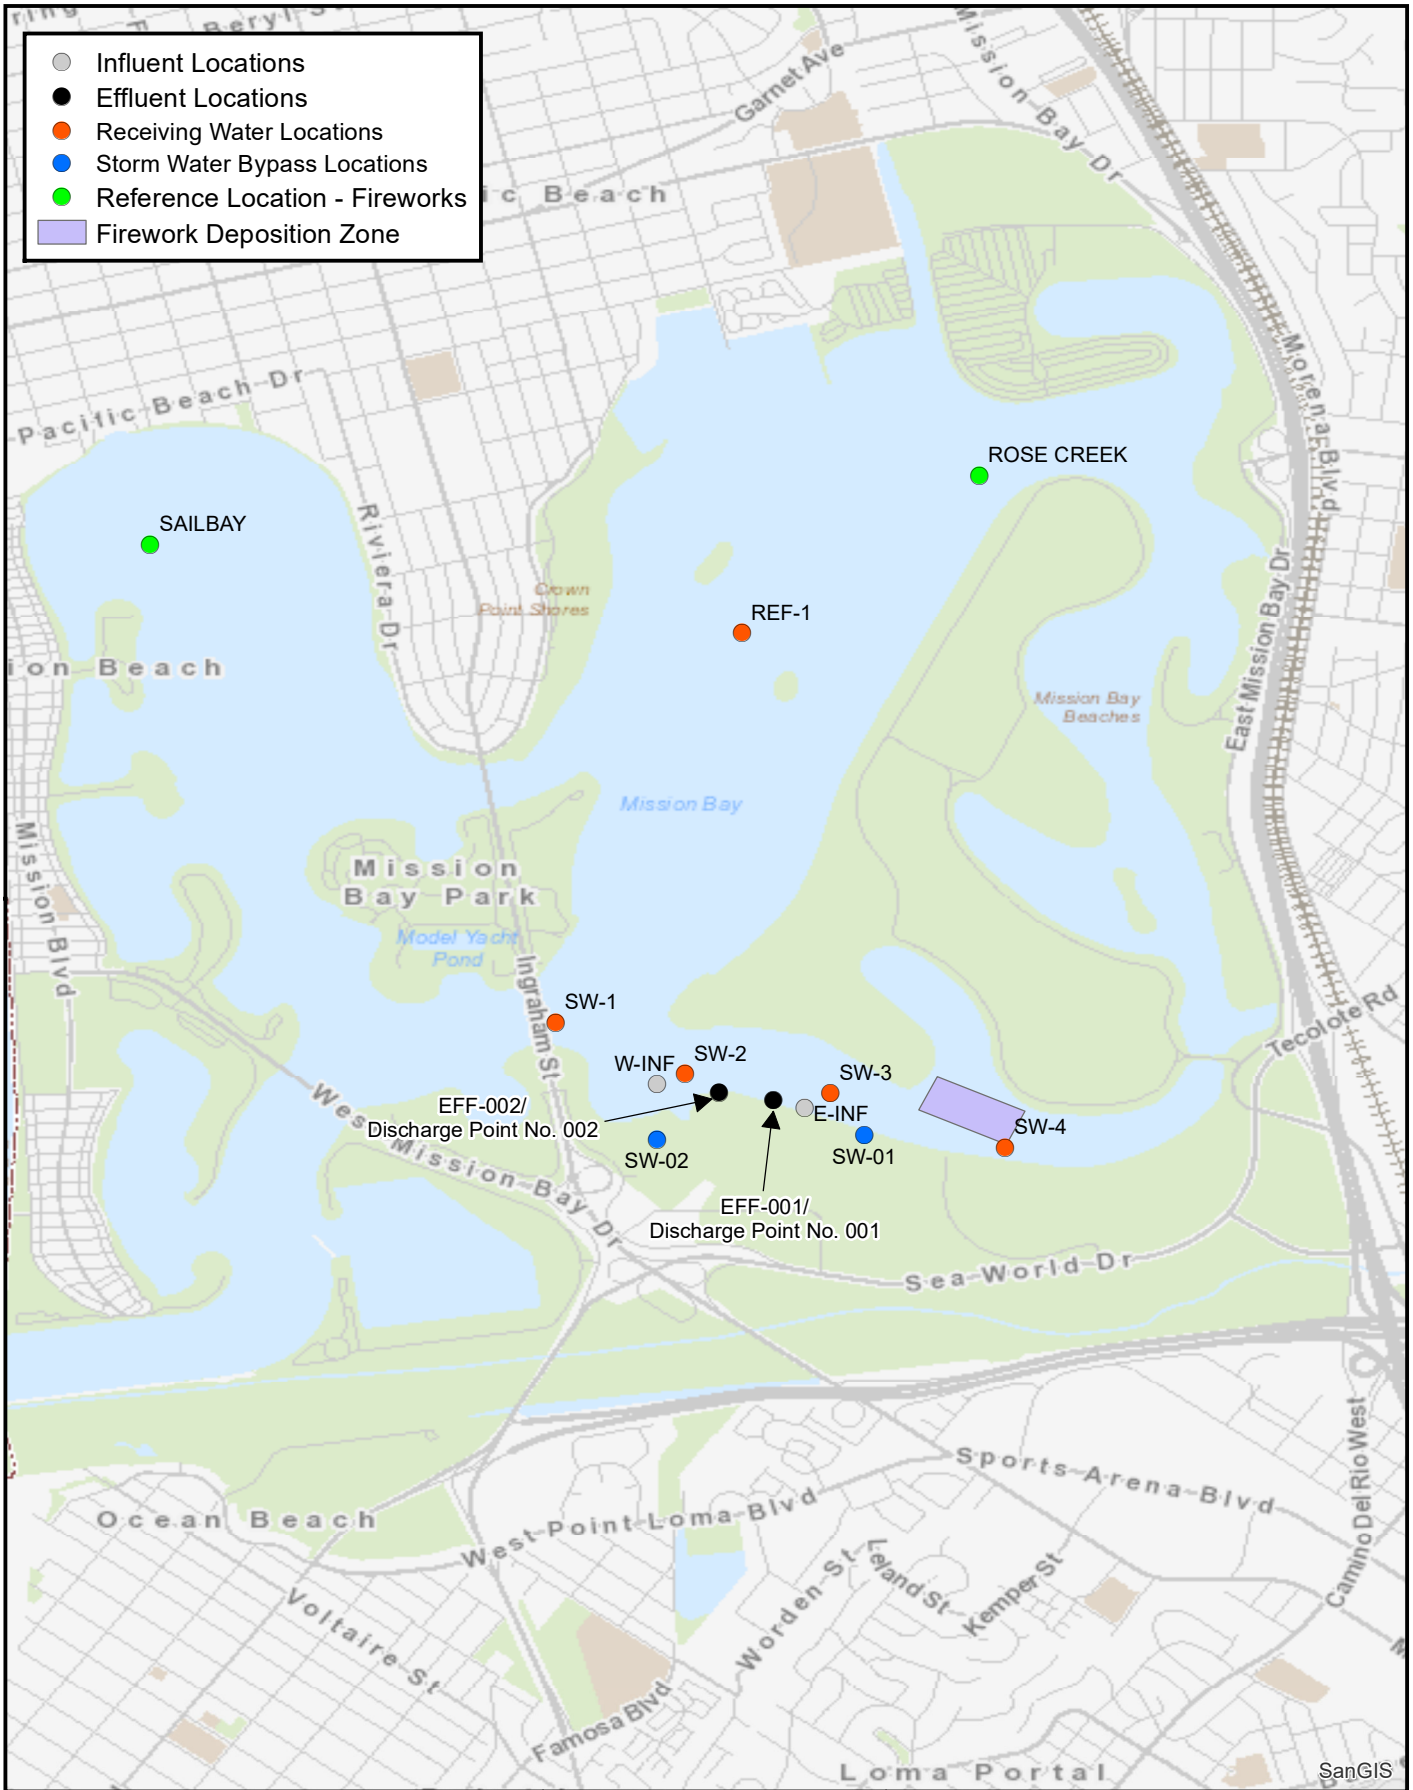 Beryl St
Influent Locations
Effluent Locations
Receiving Water Locations
Storm Water Bypass Locations
Reference Location - Fireworks
Firework Deposition Zone
Mission Bay Dr
Garnet Ave
ic Beach
Morena Blvd
Pacific Beach Dr
ROSE CREEK
SAILBAY
Riviera Dr
Crown
Point Shores
REF-1
East Mission Bay Dr
ion Beach
Mission Bay
Beaches
Mission Bay
Mission Blvd
Mission
Bay Park
Model Yacht
Pond
Ingraham St
SW-1
Tecolote Rd
W-INF
SW-2
SW-3
EFF-002/
Discharge Point No. 002
E-INF
SW-4
West Mission Bay Dr
SW-02
SW-01
EFF-001/
Discharge Point No. 001
Sea World Dr
Camino Del Rio West
Sports Arena Blvd
Ocean Beach
West Point Loma Blvd
Leland St
Kemper St
Worden St
Voltaire St
Famosa Blvd
Loma Portal
SanGIS